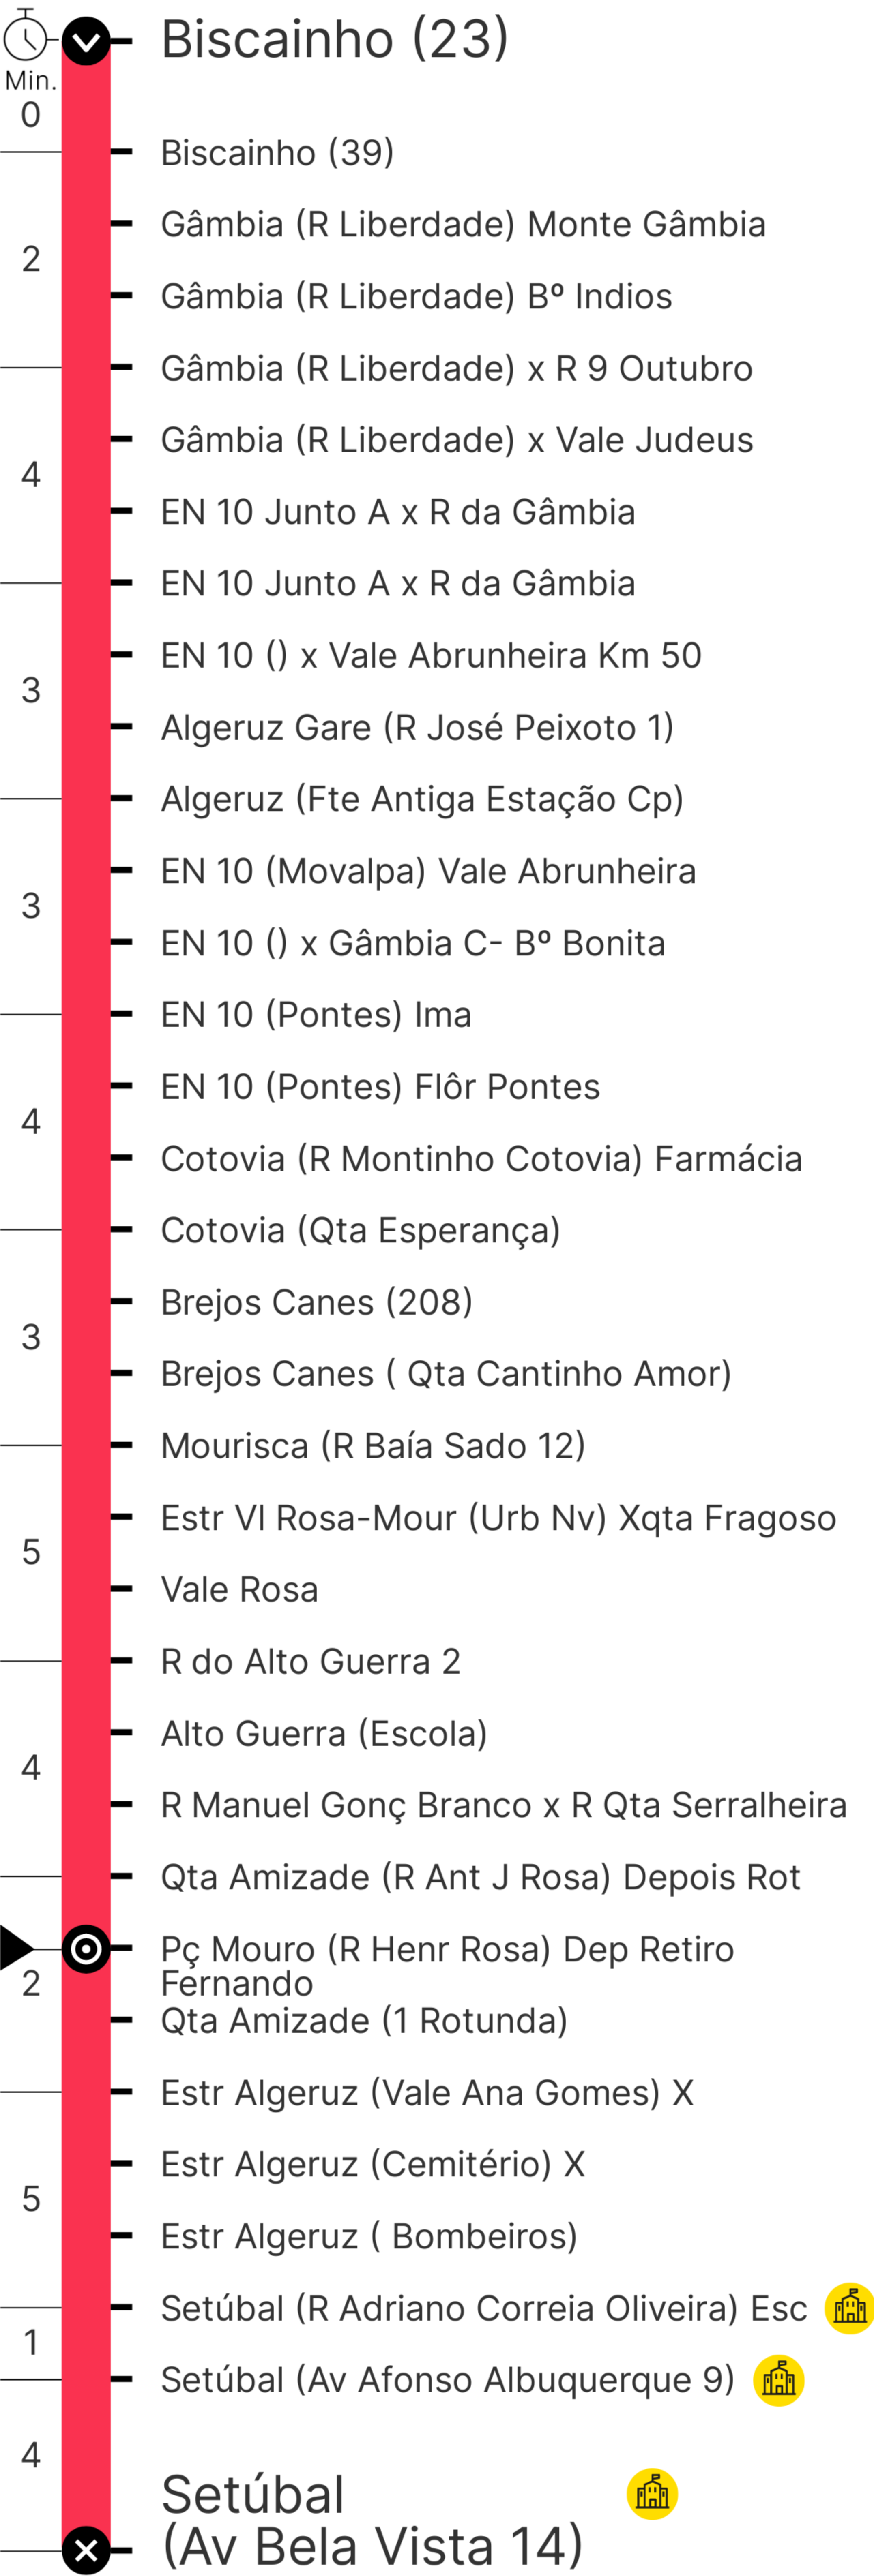 Biscainho (23)
Min.
0
Biscainho (39)
Gâmbia (R Liberdade) Monte Gâmbia
2
Gâmbia (R Liberdade) Bº Indios
Gâmbia (R Liberdade) x R 9 Outubro
Gâmbia (R Liberdade) x Vale Judeus
4
EN 10 Junto A x R da Gâmbia
EN 10 Junto A x R da Gâmbia
EN 10 () x Vale Abrunheira Km 50
3
Algeruz Gare (R José Peixoto 1)
Algeruz (Fte Antiga Estação Cp)
EN 10 (Movalpa) Vale Abrunheira
3
EN 10 () x Gâmbia C- Bº Bonita
EN 10 (Pontes) Ima
EN 10 (Pontes) Flôr Pontes
4
Cotovia (R Montinho Cotovia) Farmácia
Cotovia (Qta Esperança)
Brejos Canes (208)
3
Brejos Canes ( Qta Cantinho Amor)
Mourisca (R Baía Sado 12)
Estr Vl Rosa-Mour (Urb Nv) Xqta Fragoso
5
Vale Rosa
R do Alto Guerra 2
Alto Guerra (Escola)
4
R Manuel Gonç Branco x R Qta Serralheira
Qta Amizade (R Ant J Rosa) Depois Rot
Pç Mouro (R Henr Rosa) Dep Retiro
Fernando
2
Qta Amizade (1 Rotunda)
Estr Algeruz (Vale Ana Gomes) X
Estr Algeruz (Cemitério) X
5
Estr Algeruz ( Bombeiros)
Setúbal (R Adriano Correia Oliveira) Esc
1
Setúbal (Av Afonso Albuquerque 9)
4
Setúbal
(Av Bela Vista 14)